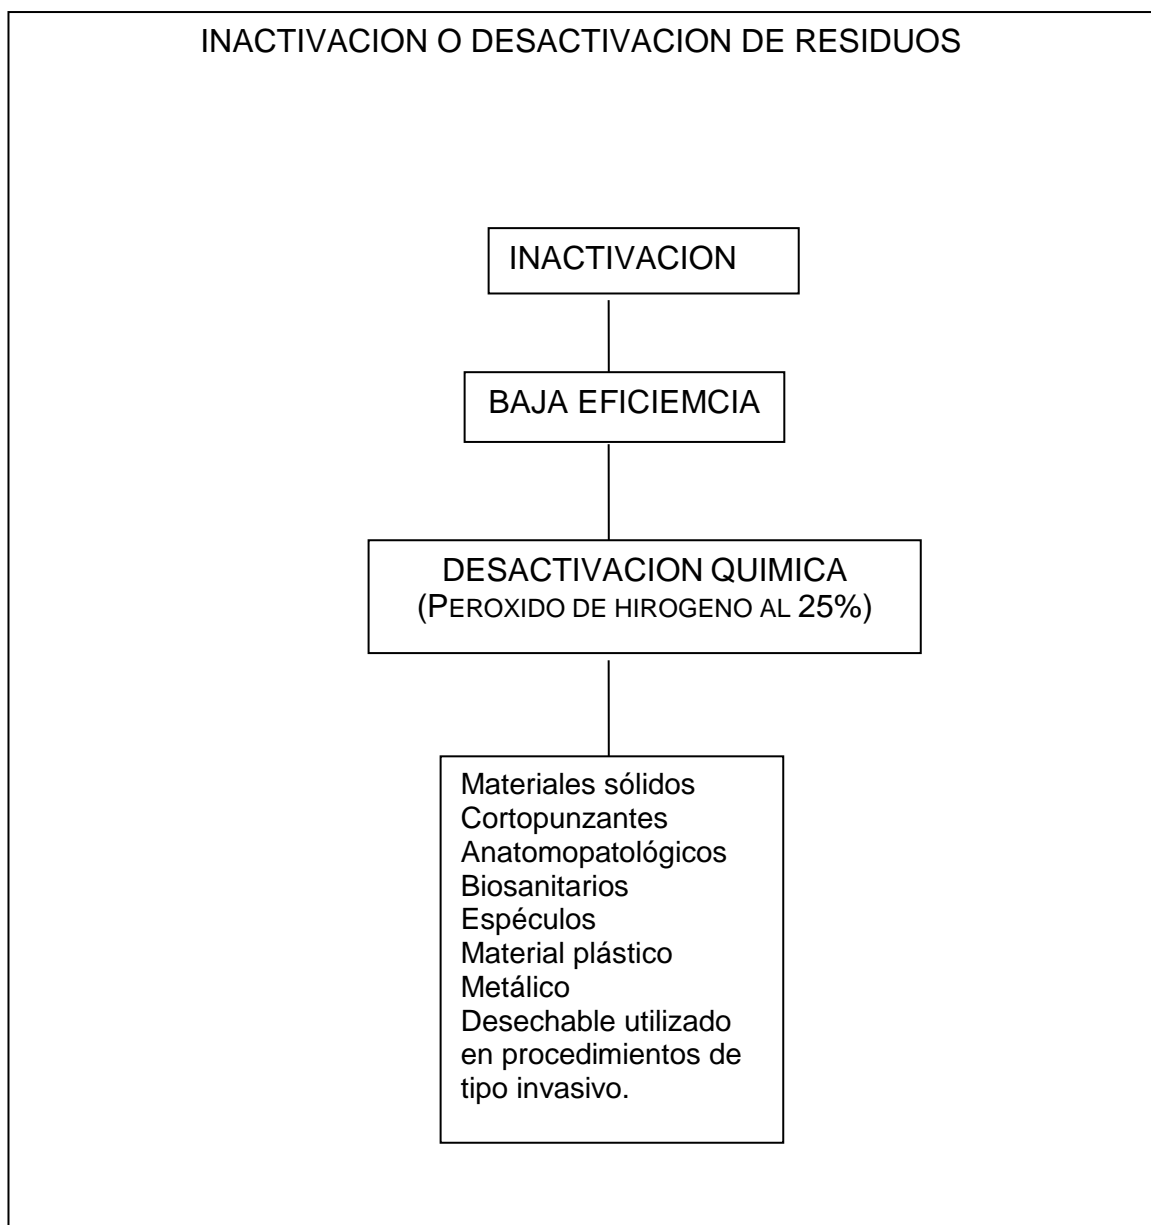 INACTIVACION O DESACTIVACION DE RESIDUOS
INACTIVACION
BAJA EFICIEMCIA
DESACTIVACION QUIMICA
(PEROXIDO DE HIROGENO AL 25%)
Materiales sólidos
Cortopunzantes
Anatomopatológicos
Biosanitarios
Espéculos
Material plástico
Metálico
Desechable utilizado
en procedimientos de
tipo invasivo.